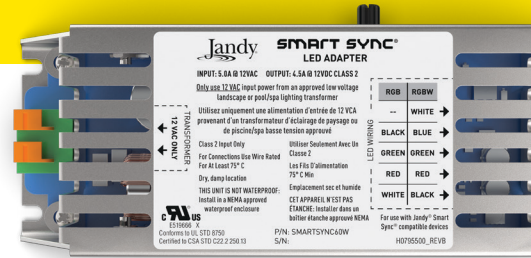 Jandy
SMART SYNC®
LED ADAPTER
INPUT: 5.0A @ 12VAC OUTPUT: 4.5A @ 12VDC CLASS 2
Only use 12 VAC input power from an approved low voltage
landscape or pool/spa lighting transformer
Utilisez uniquement une alimentation d'entrée de 12 VCA
provenant d'un transformateur d'éclairage de paysage ou
de piscine/spa basse tension approuvé
TRANSFORMER
12 VAC ONLY
Class 2 Input Only
For Connections Use Wire Rated
For At Least 75° C
Dry, damp location
THIS UNIT IS NOT WATERPROOF:
Install in a NEMA approved
waterproof enclosure
Utiliser Seulement Avec Un
Classe 2
Les Fils D'alimentation
75° C Min
Emplacement sec et humide
CET APPAREIL N'EST PAS
ÉTANCHE: Installer dans un
boîtier étanche approuvé NEMA
LED WIRING
RGB RGBW
-- WHITE
BLACK BLUE
GREEN GREEN
RED RED
WHITE BLACK
For use with Jandy® Smart
Sync® compatible devices
c UL us
E519666 X
Conforms to UL STD 8750
Certified to CSA STD C22.2 250.13
P/N: SMARTSYNC60W
S/N:
H0795500_REVB